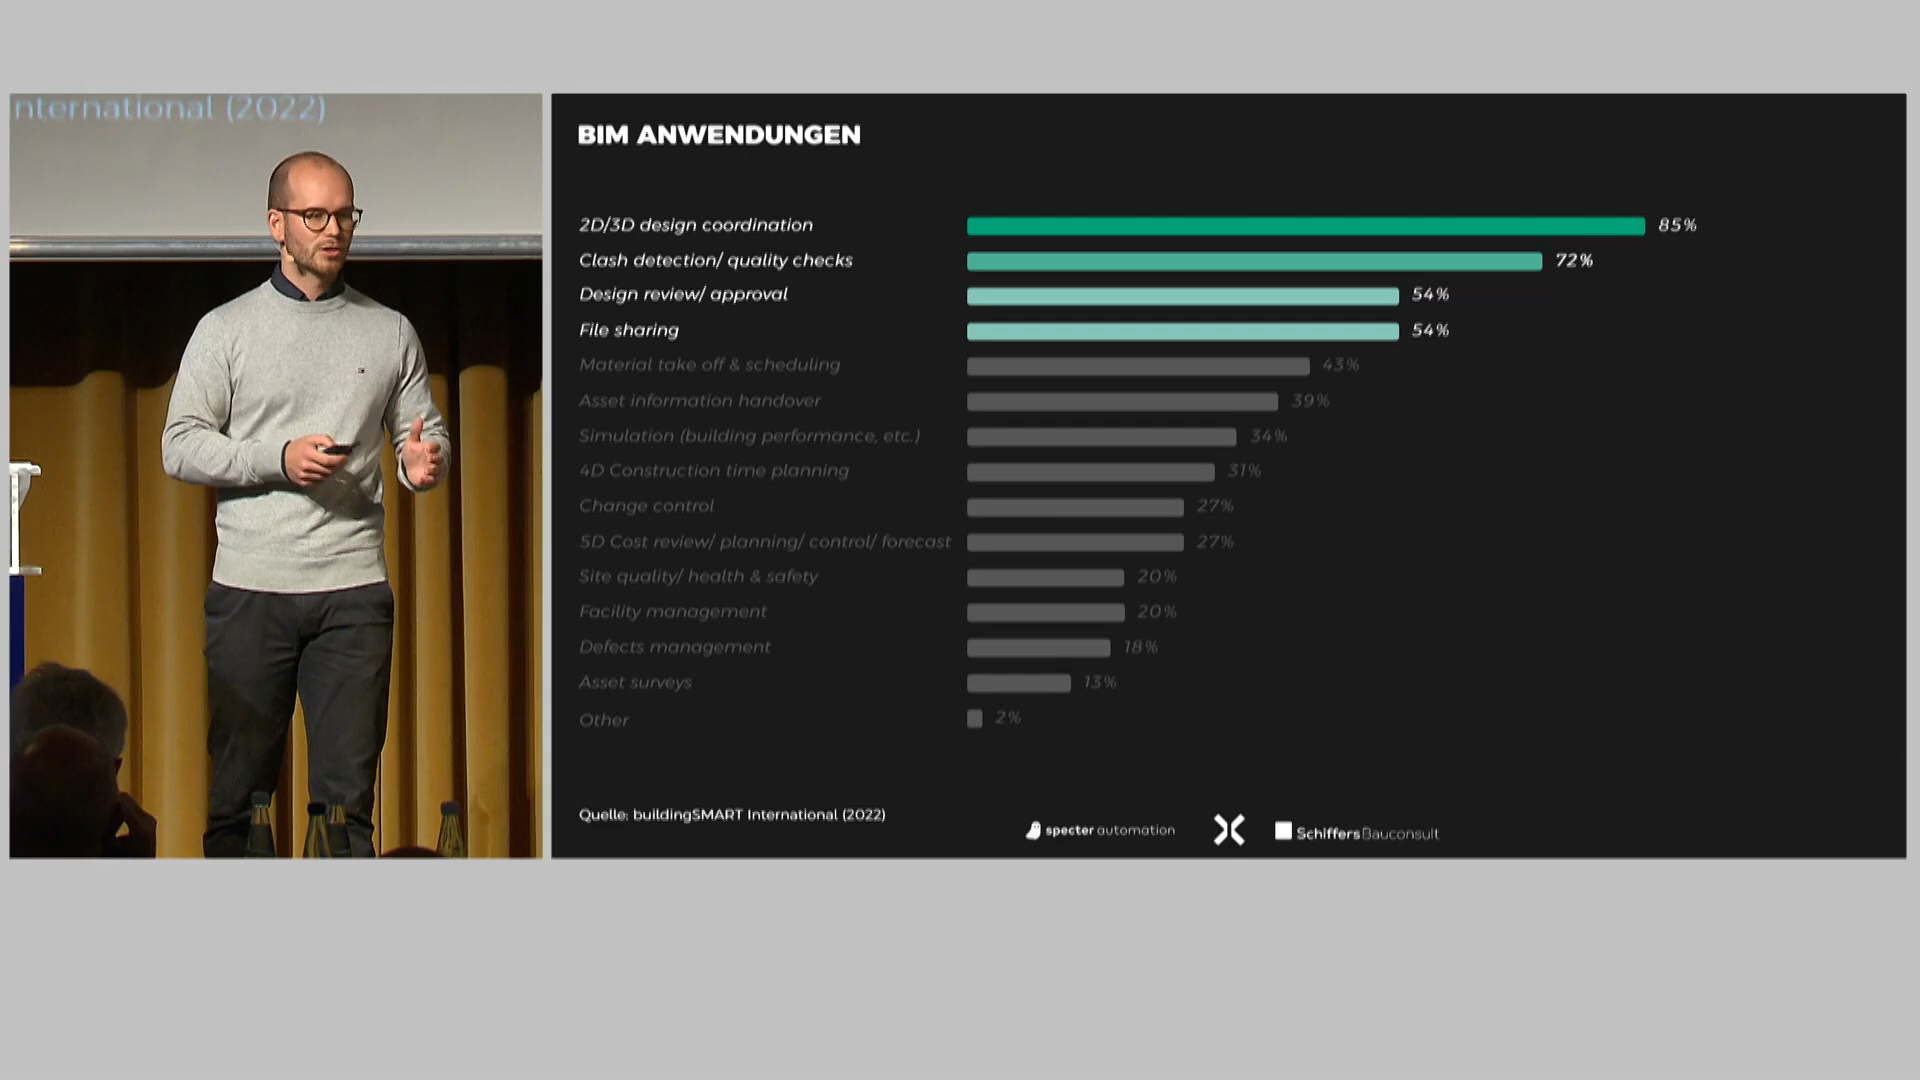 nternational (2022)
BIM ANWENDUNGEN
2D/3D design coordination 85%
Clash detection/ quality checks 72%
Design review/ approval 54%
File sharing 54%
Material take off & scheduling 43%
Asset information handover 39%
Simulation (building performance, etc.) 34%
4D Construction time planning 31%
Change control 27%
5D Cost review/ planning/ control/ forecast 27%
Site quality/ health & safety 20%
Facility management 20%
Defects management 18%
Asset surveys 13%
Other 2%
Quelle: buildingSMART International (2022)
specter automation
Schiffers Bauconsult